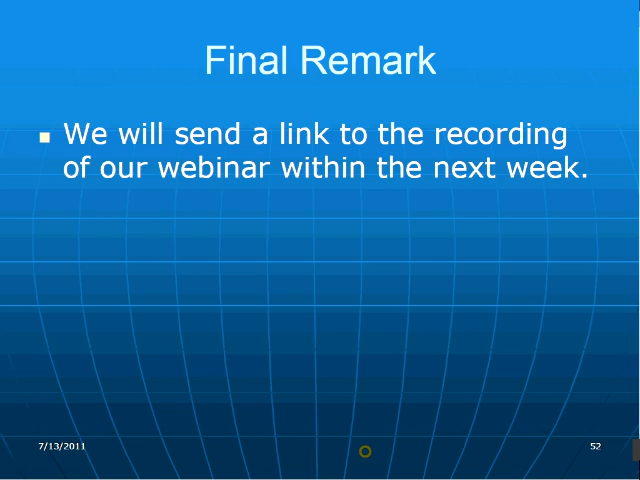 Final Remark
We will send a link to the recording
of our webinar within the next week.
7/13/2011
52